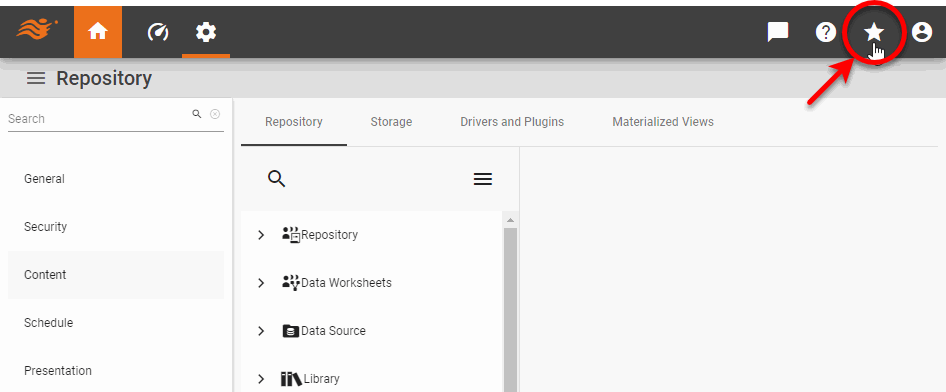 Repository
Search
Repository Storage Drivers and Plugins Materialized Views
General
Security
Content
Schedule
Presentation
Repository
Data Worksheets
Data Source
Library